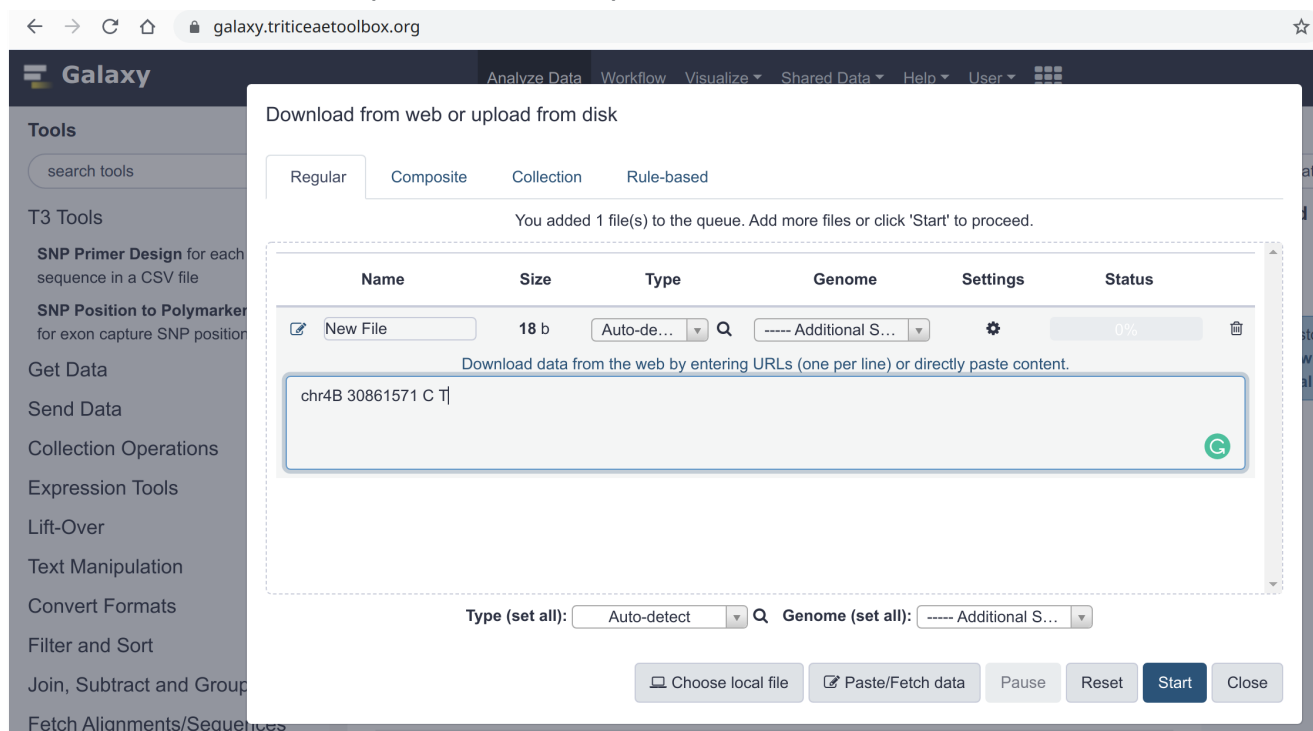 galaxy.triticeaetoolbox.org
Galaxy
Analyze Data Workflow Visualize Shared Data Help User
Download from web or upload from disk
Tools
search tools
Regular Composite Collection Rule-based
T3 Tools
You added 1 file(s) to the queue. Add more files or click 'Start' to proceed.
SNP Primer Design for each
sequence in a CSV file
Name Size Type Genome Settings Status
SNP Position to Polymarker
for exon capture SNP position
New File 18 b Auto-de... ----- Additional S... 0%
Download data from the web by entering URLs (one per line) or directly paste content.
Get Data
chr4B 30861571 C T
Send Data
Collection Operations
Expression Tools
Lift-Over
Text Manipulation
Convert Formats
Type (set all): Auto-detect Genome (set all): ----- Additional S...
Filter and Sort
Join, Subtract and Group
Choose local file Paste/Fetch data Pause Reset Start Close
Fetch Alignments/Sequences